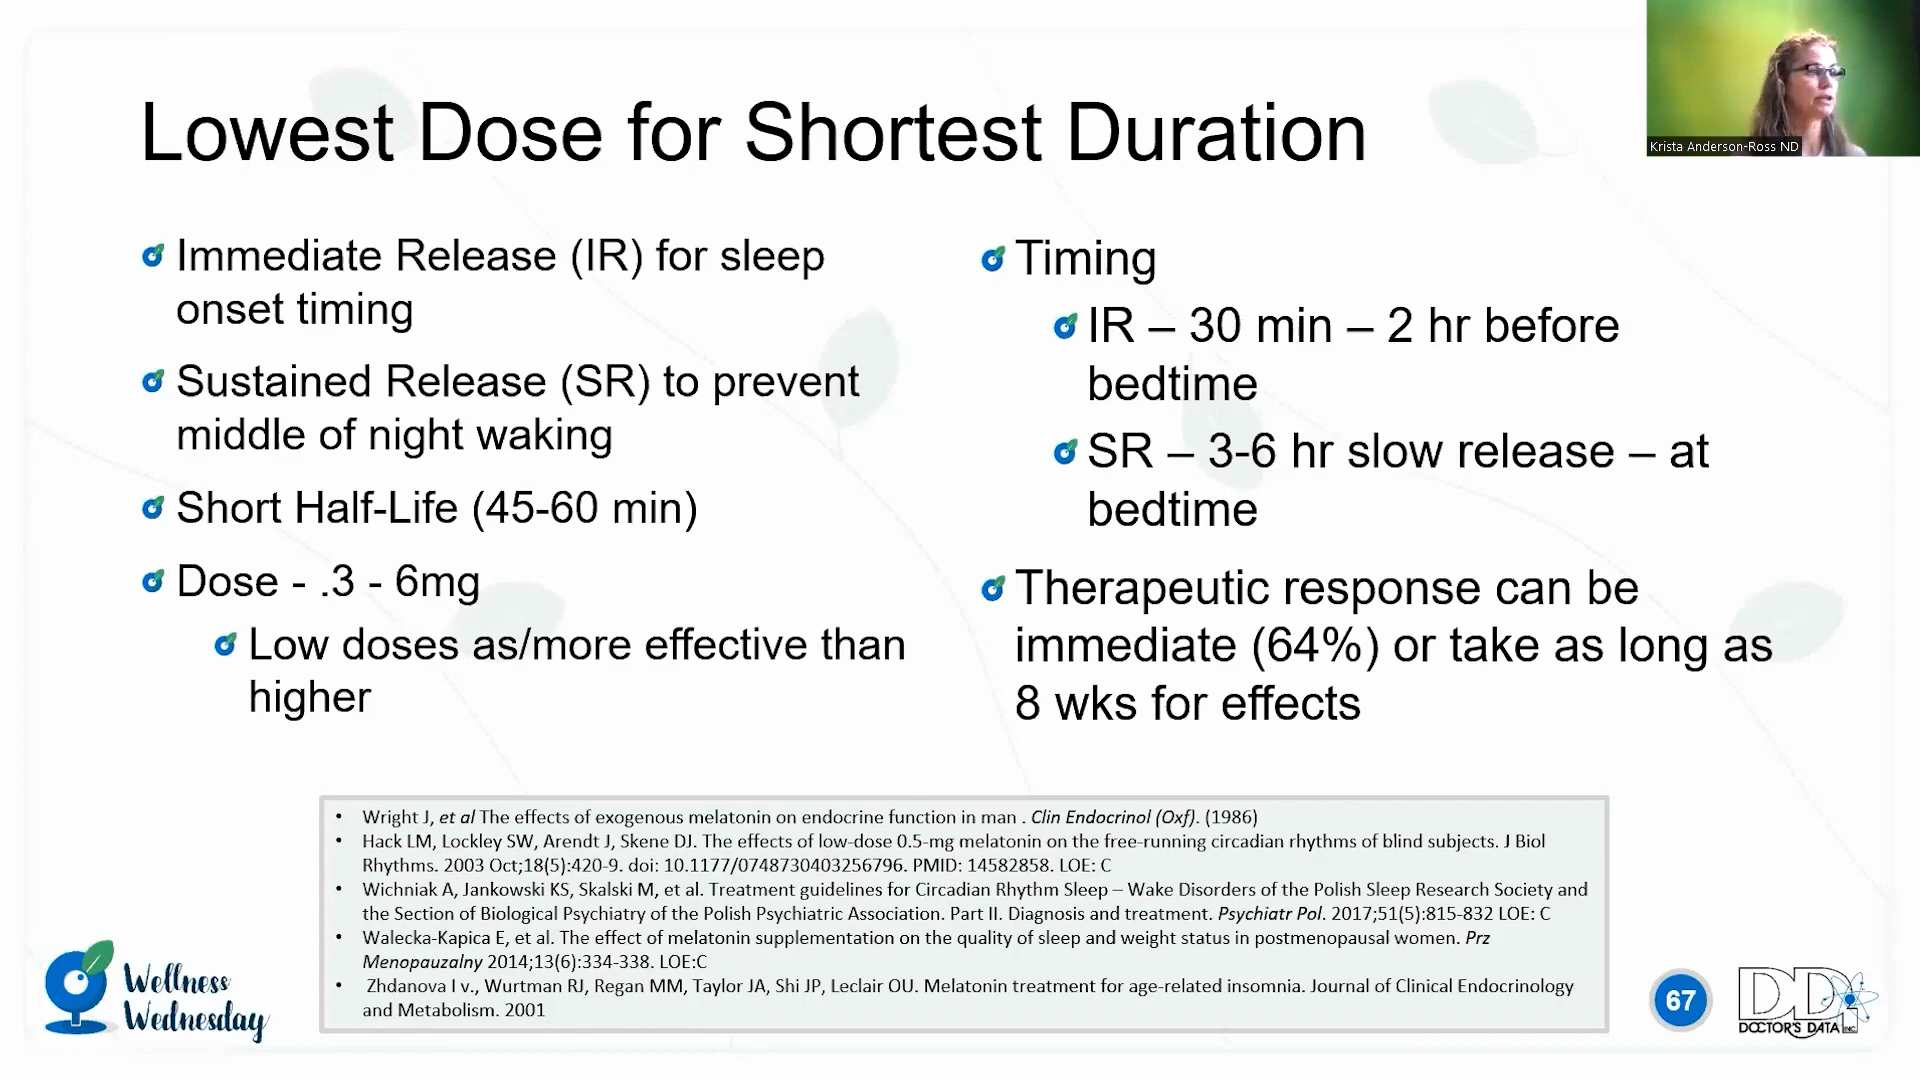 Lowest Dose for Shortest Duration
Krista Anderson-Ross ND
Immediate Release (IR) for sleep
onset timing
Sustained Release (SR) to prevent
middle of night waking
Short Half-Life (45-60 min)
Dose - .3 - 6mg
Low doses as/more effective than
higher
Timing
IR – 30 min – 2 hr before
bedtime
SR – 3-6 hr slow release – at
bedtime
Therapeutic response can be
immediate (64%) or take as long as
8 wks for effects
• Wright J, et al The effects of exogenous melatonin on endocrine function in man . Clin Endocrinol (Oxf). (1986)
• Hack LM, Lockley SW, Arendt J, Skene DJ. The effects of low-dose 0.5-mg melatonin on the free-running circadian rhythms of blind subjects. J Biol
Rhythms. 2003 Oct;18(5):420-9. doi: 10.1177/0748730403256796. PMID: 14582858. LOE: C
• Wichniak A, Jankowski KS, Skalski M, et al. Treatment guidelines for Circadian Rhythm Sleep – Wake Disorders of the Polish Sleep Research Society and
the Section of Biological Psychiatry of the Polish Psychiatric Association. Part II. Diagnosis and treatment. Psychiatr Pol. 2017;51(5):815-832 LOE: C
• Walecka-Kapica E, et al. The effect of melatonin supplementation on the quality of sleep and weight status in postmenopausal women. Prz
Menopauzalny 2014;13(6):334-338. LOE:C
• Zhdanova I v., Wurtman RJ, Regan MM, Taylor JA, Shi JP, Leclair OU. Melatonin treatment for age-related insomnia. Journal of Clinical Endocrinology
and Metabolism. 2001
Wellness
Wednesday
67
DDI
DOCTOR'S DATA INC.